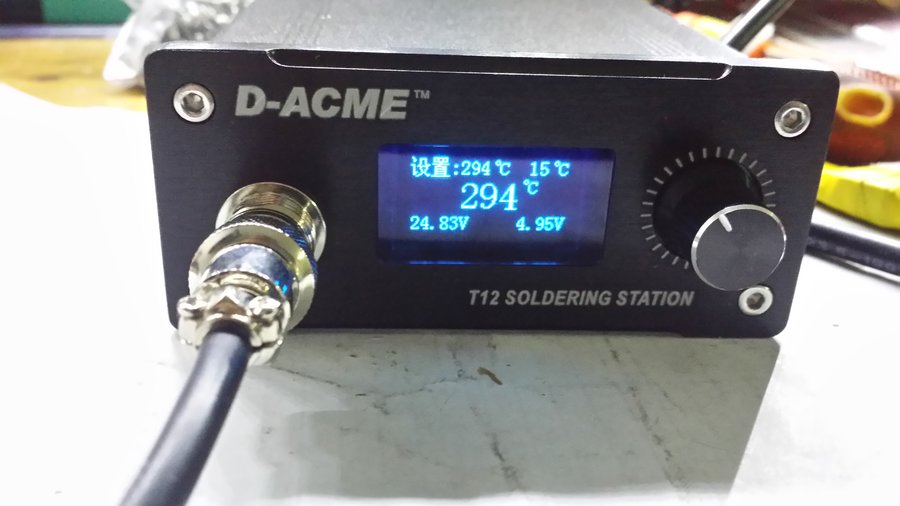 D-ACME™
设置:294℃ 15℃
294℃
24.83V 4.95V
T12 SOLDERING STATION